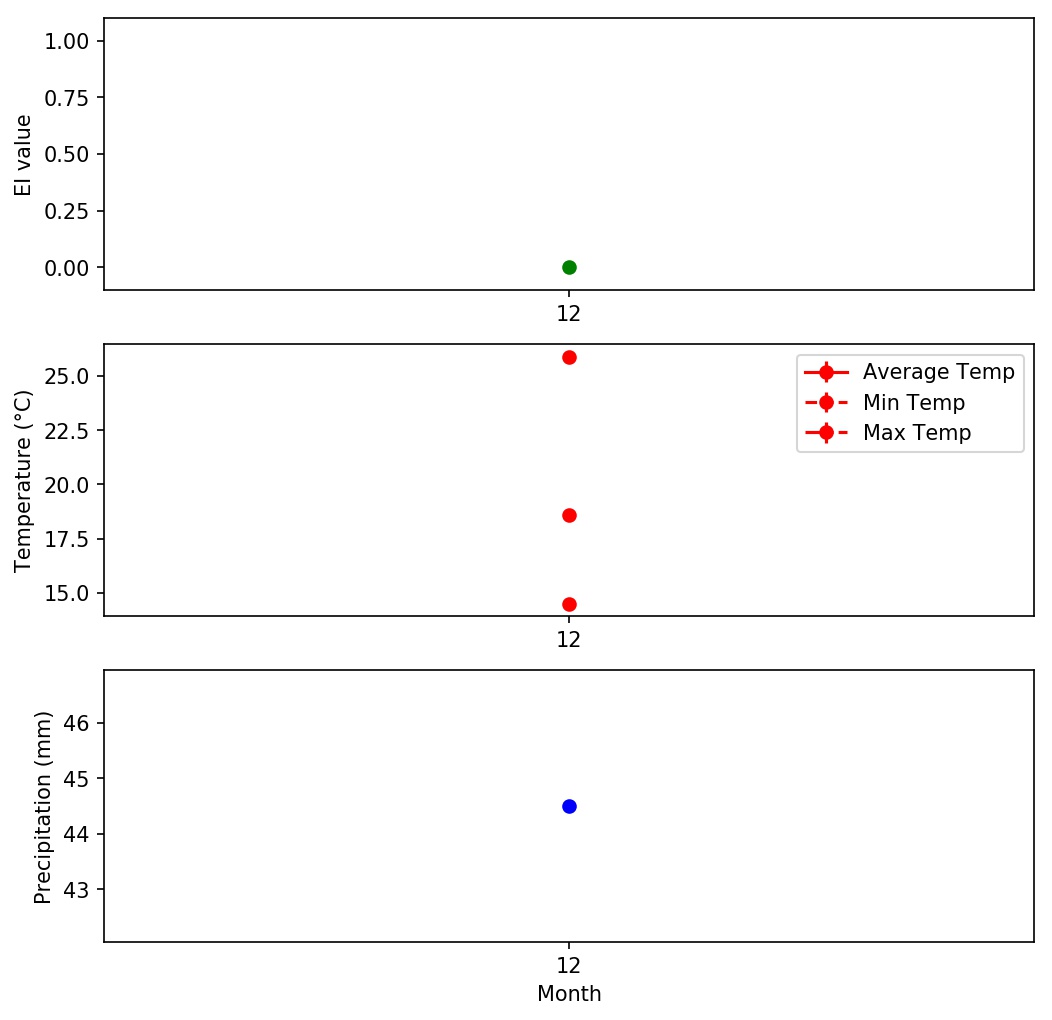 EI value
1.00
0.75
0.50
0.25
0.00
12
Temperature (°C)
25.0
22.5
20.0
17.5
15.0
Average Temp
Min Temp
Max Temp
12
Precipitation (mm)
46
45
44
43
12
Month